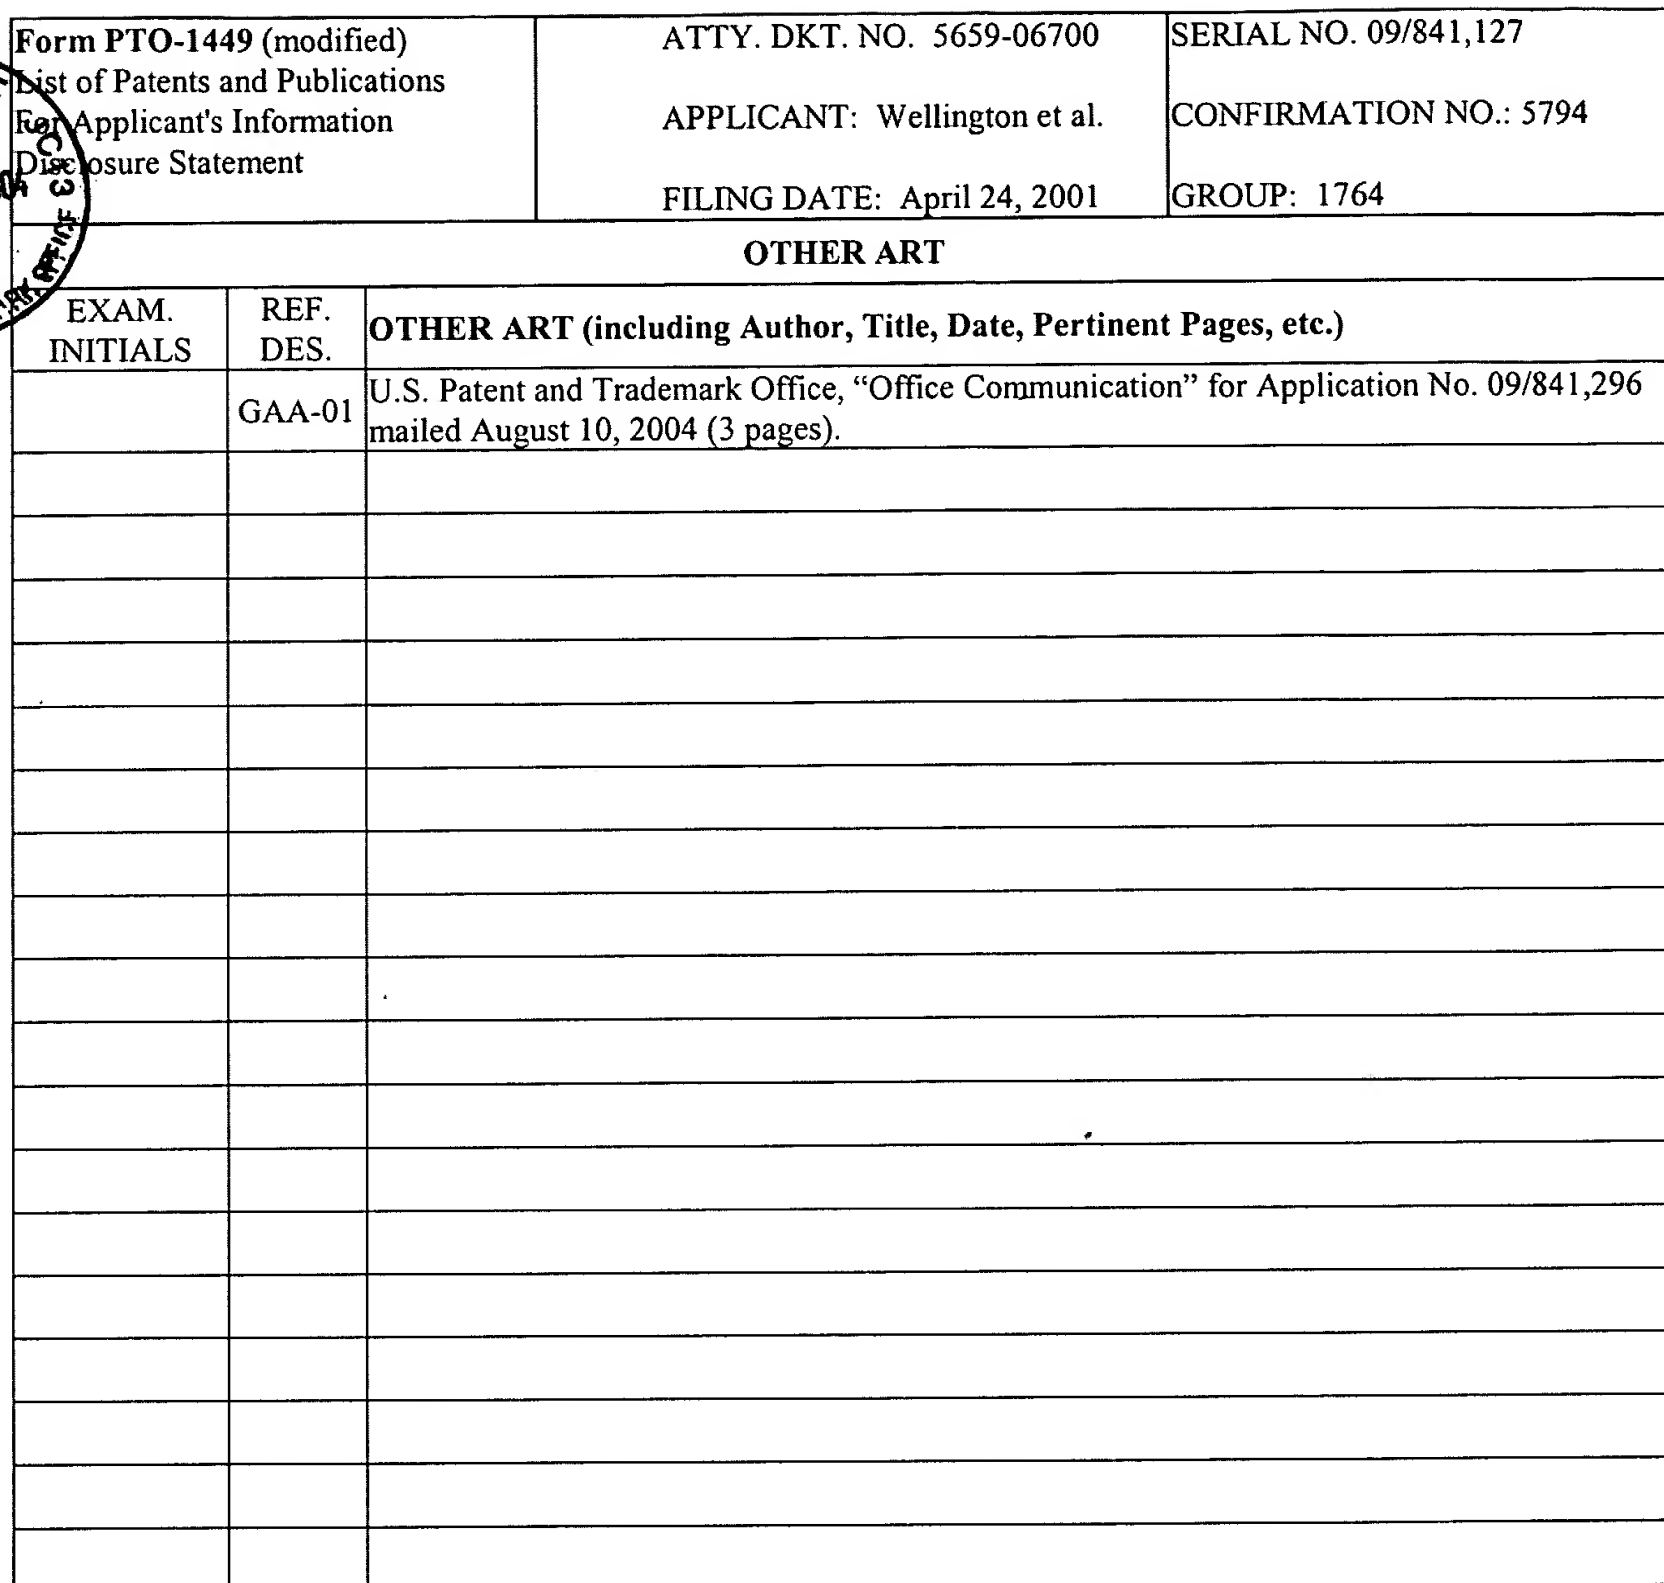 Form PTO-1449 (modified)
List of Patents and Publications
For Applicant's Information
Disclosure Statement
ATTY. DKT. NO. 5659-06700
APPLICANT: Wellington et al.
FILING DATE: April 24, 2001
SERIAL NO. 09/841,127
CONFIRMATION NO.: 5794
GROUP: 1764
OTHER ART
EXAM.
INITIALS
REF.
DES.
OTHER ART (including Author, Title, Date, Pertinent Pages, etc.)
GAA-01
U.S. Patent and Trademark Office, “Office Communication” for Application No. 09/841,296
mailed August 10, 2004 (3 pages).